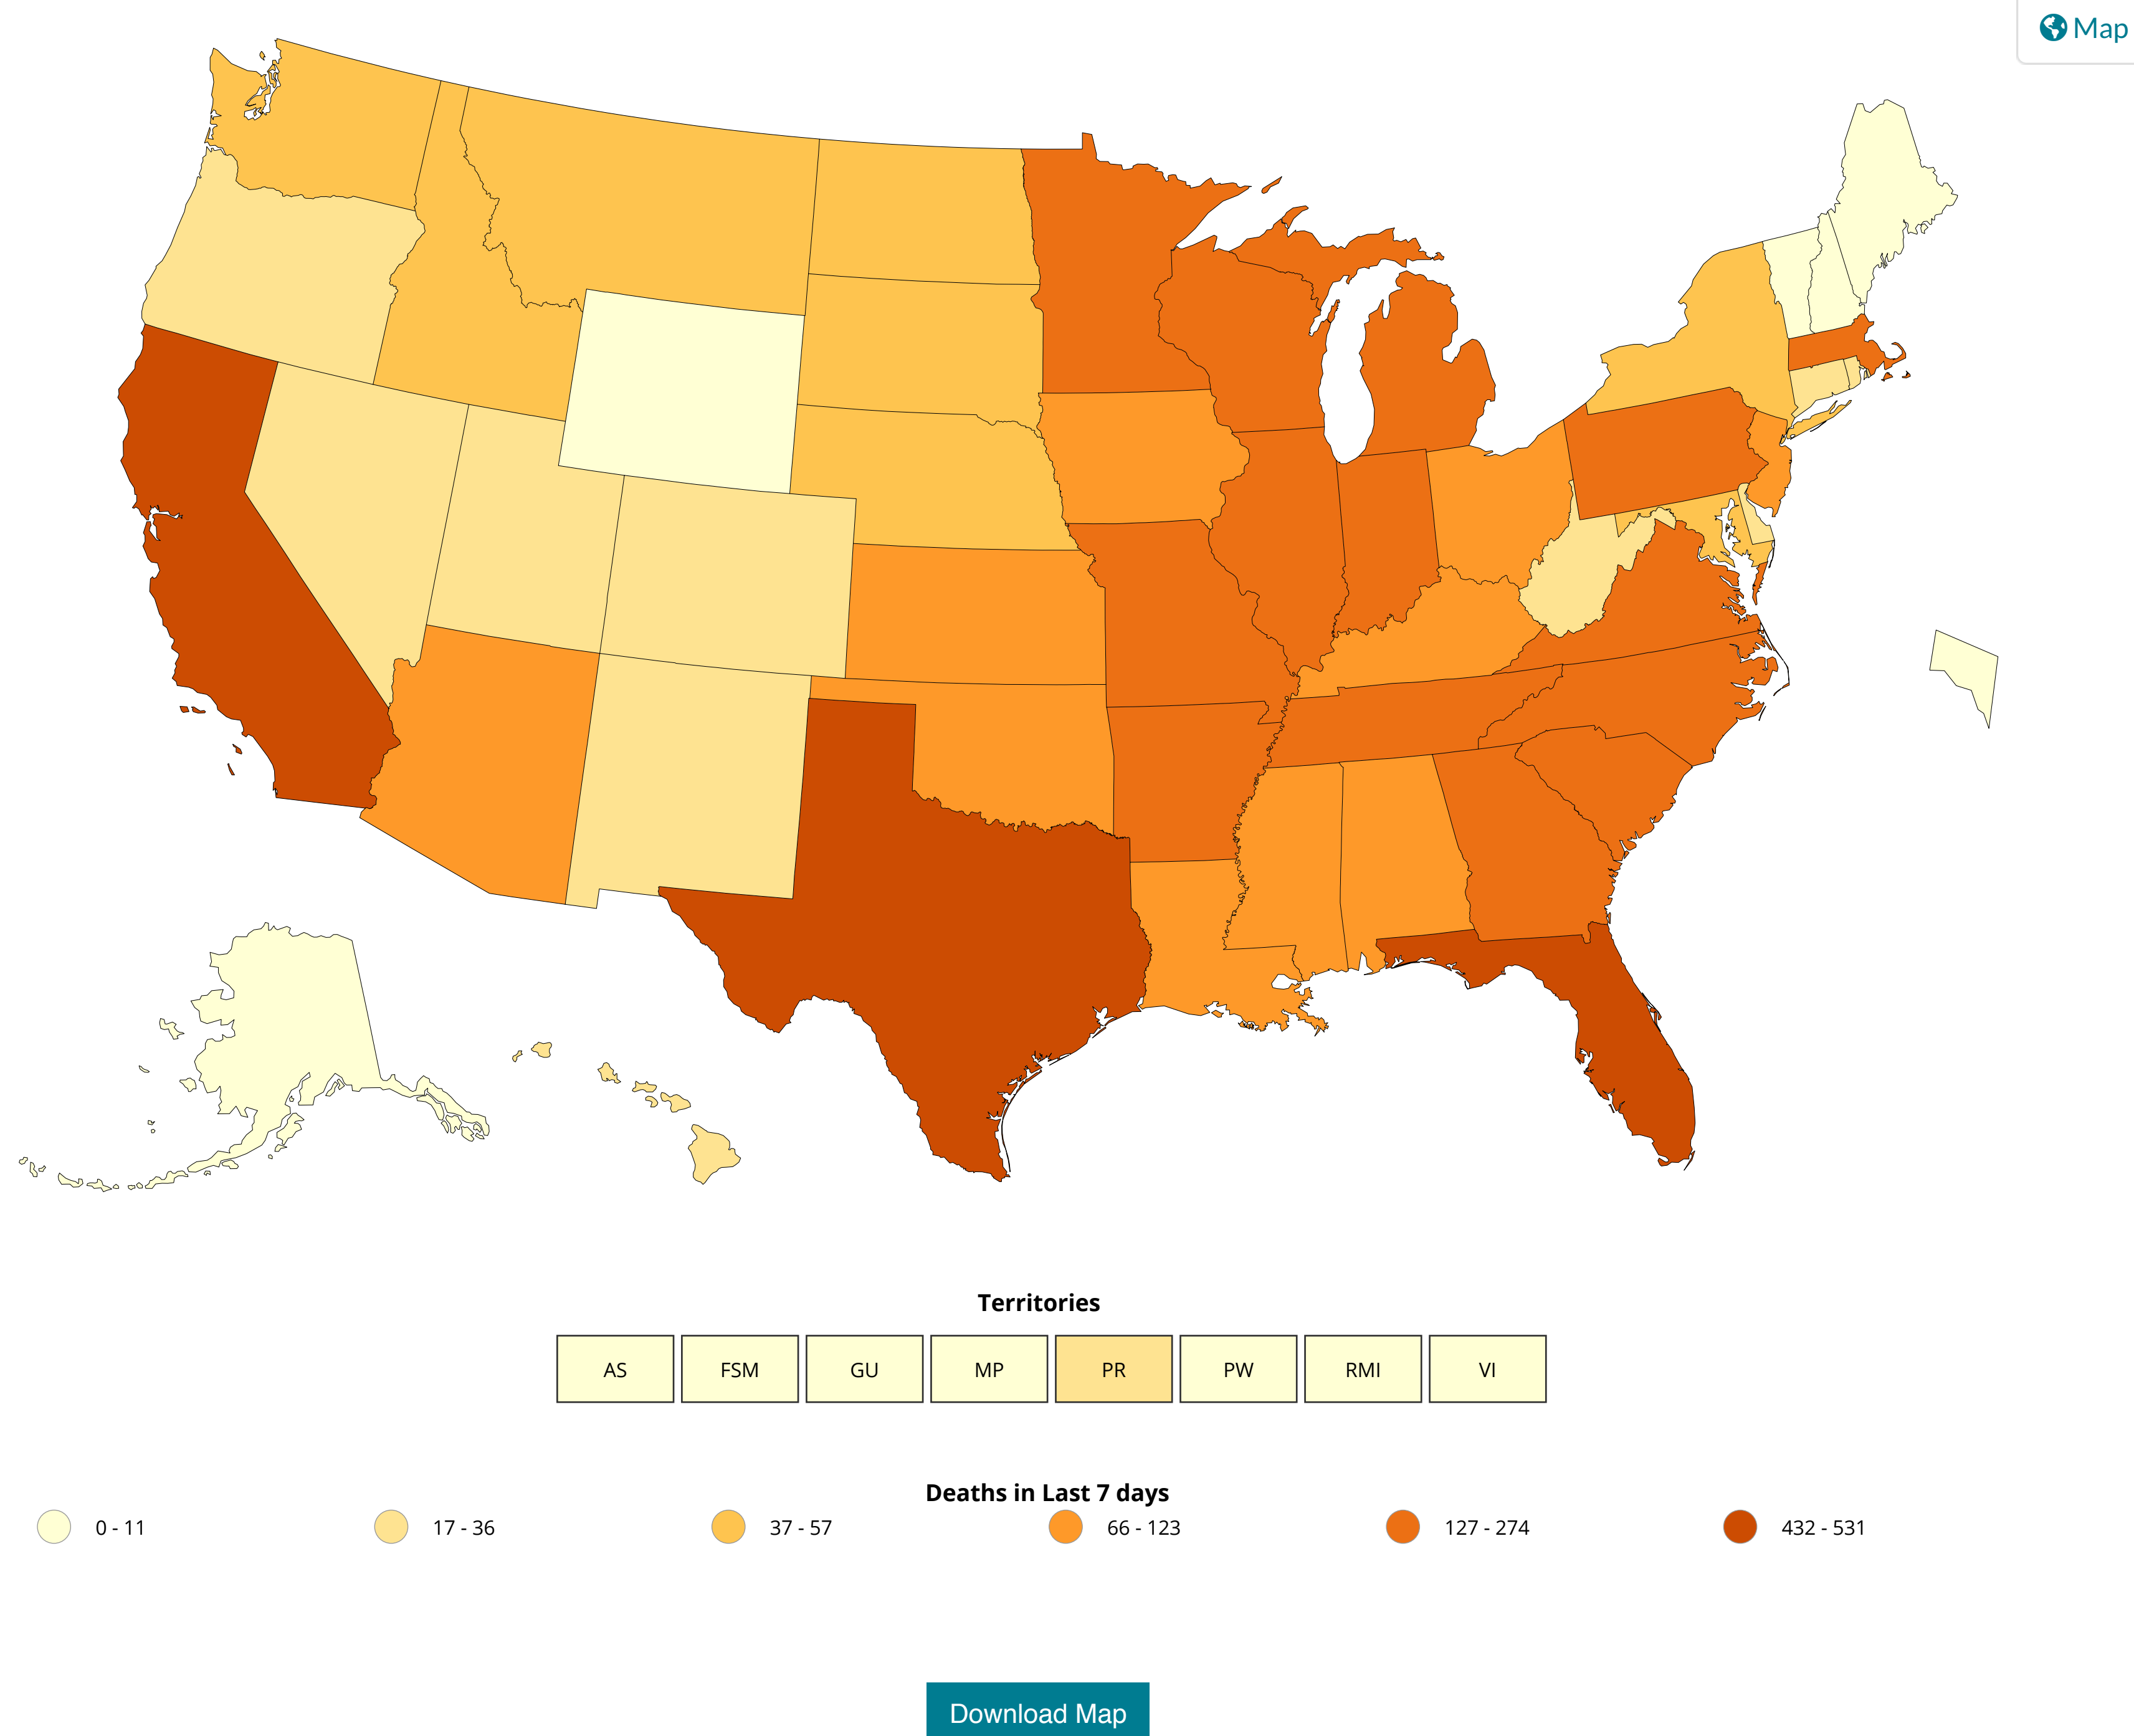 Map
Territories
AS FSM GU MP PR PW RMI VI
Deaths in Last 7 days
0 - 11 17 - 36 37 - 57 66 - 123 127 - 274 432 - 531
Download Map